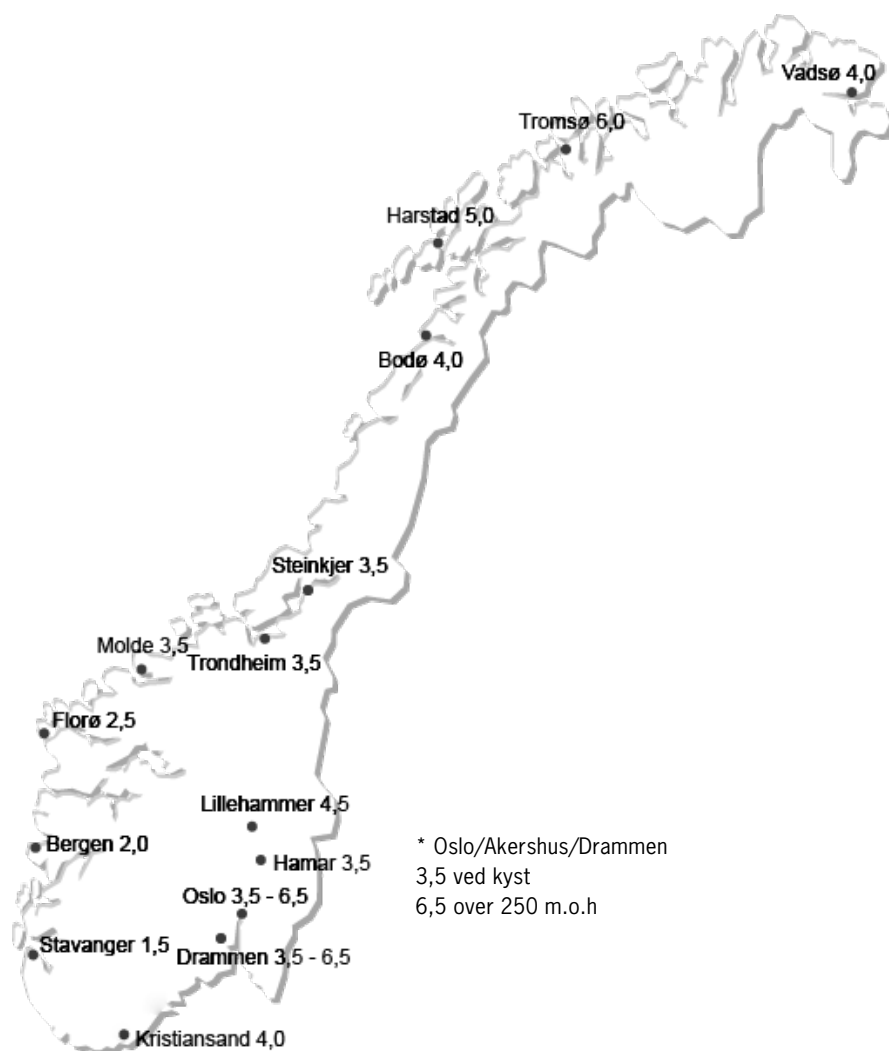 Vadsø 4,0
Tromsø 6,0
Harstad 5,0
Bodø 4,0
Steinkjer 3,5
Molde 3,5
Trondheim 3,5
Florø 2,5
Lillehammer 4,5
Bergen 2,0
Hamar 3,5
Oslo 3,5 - 6,5
Stavanger 1,5
Drammen 3,5 - 6,5
Kristiansand 4,0
* Oslo/Akershus/Drammen
3,5 ved kyst
6,5 over 250 m.o.h